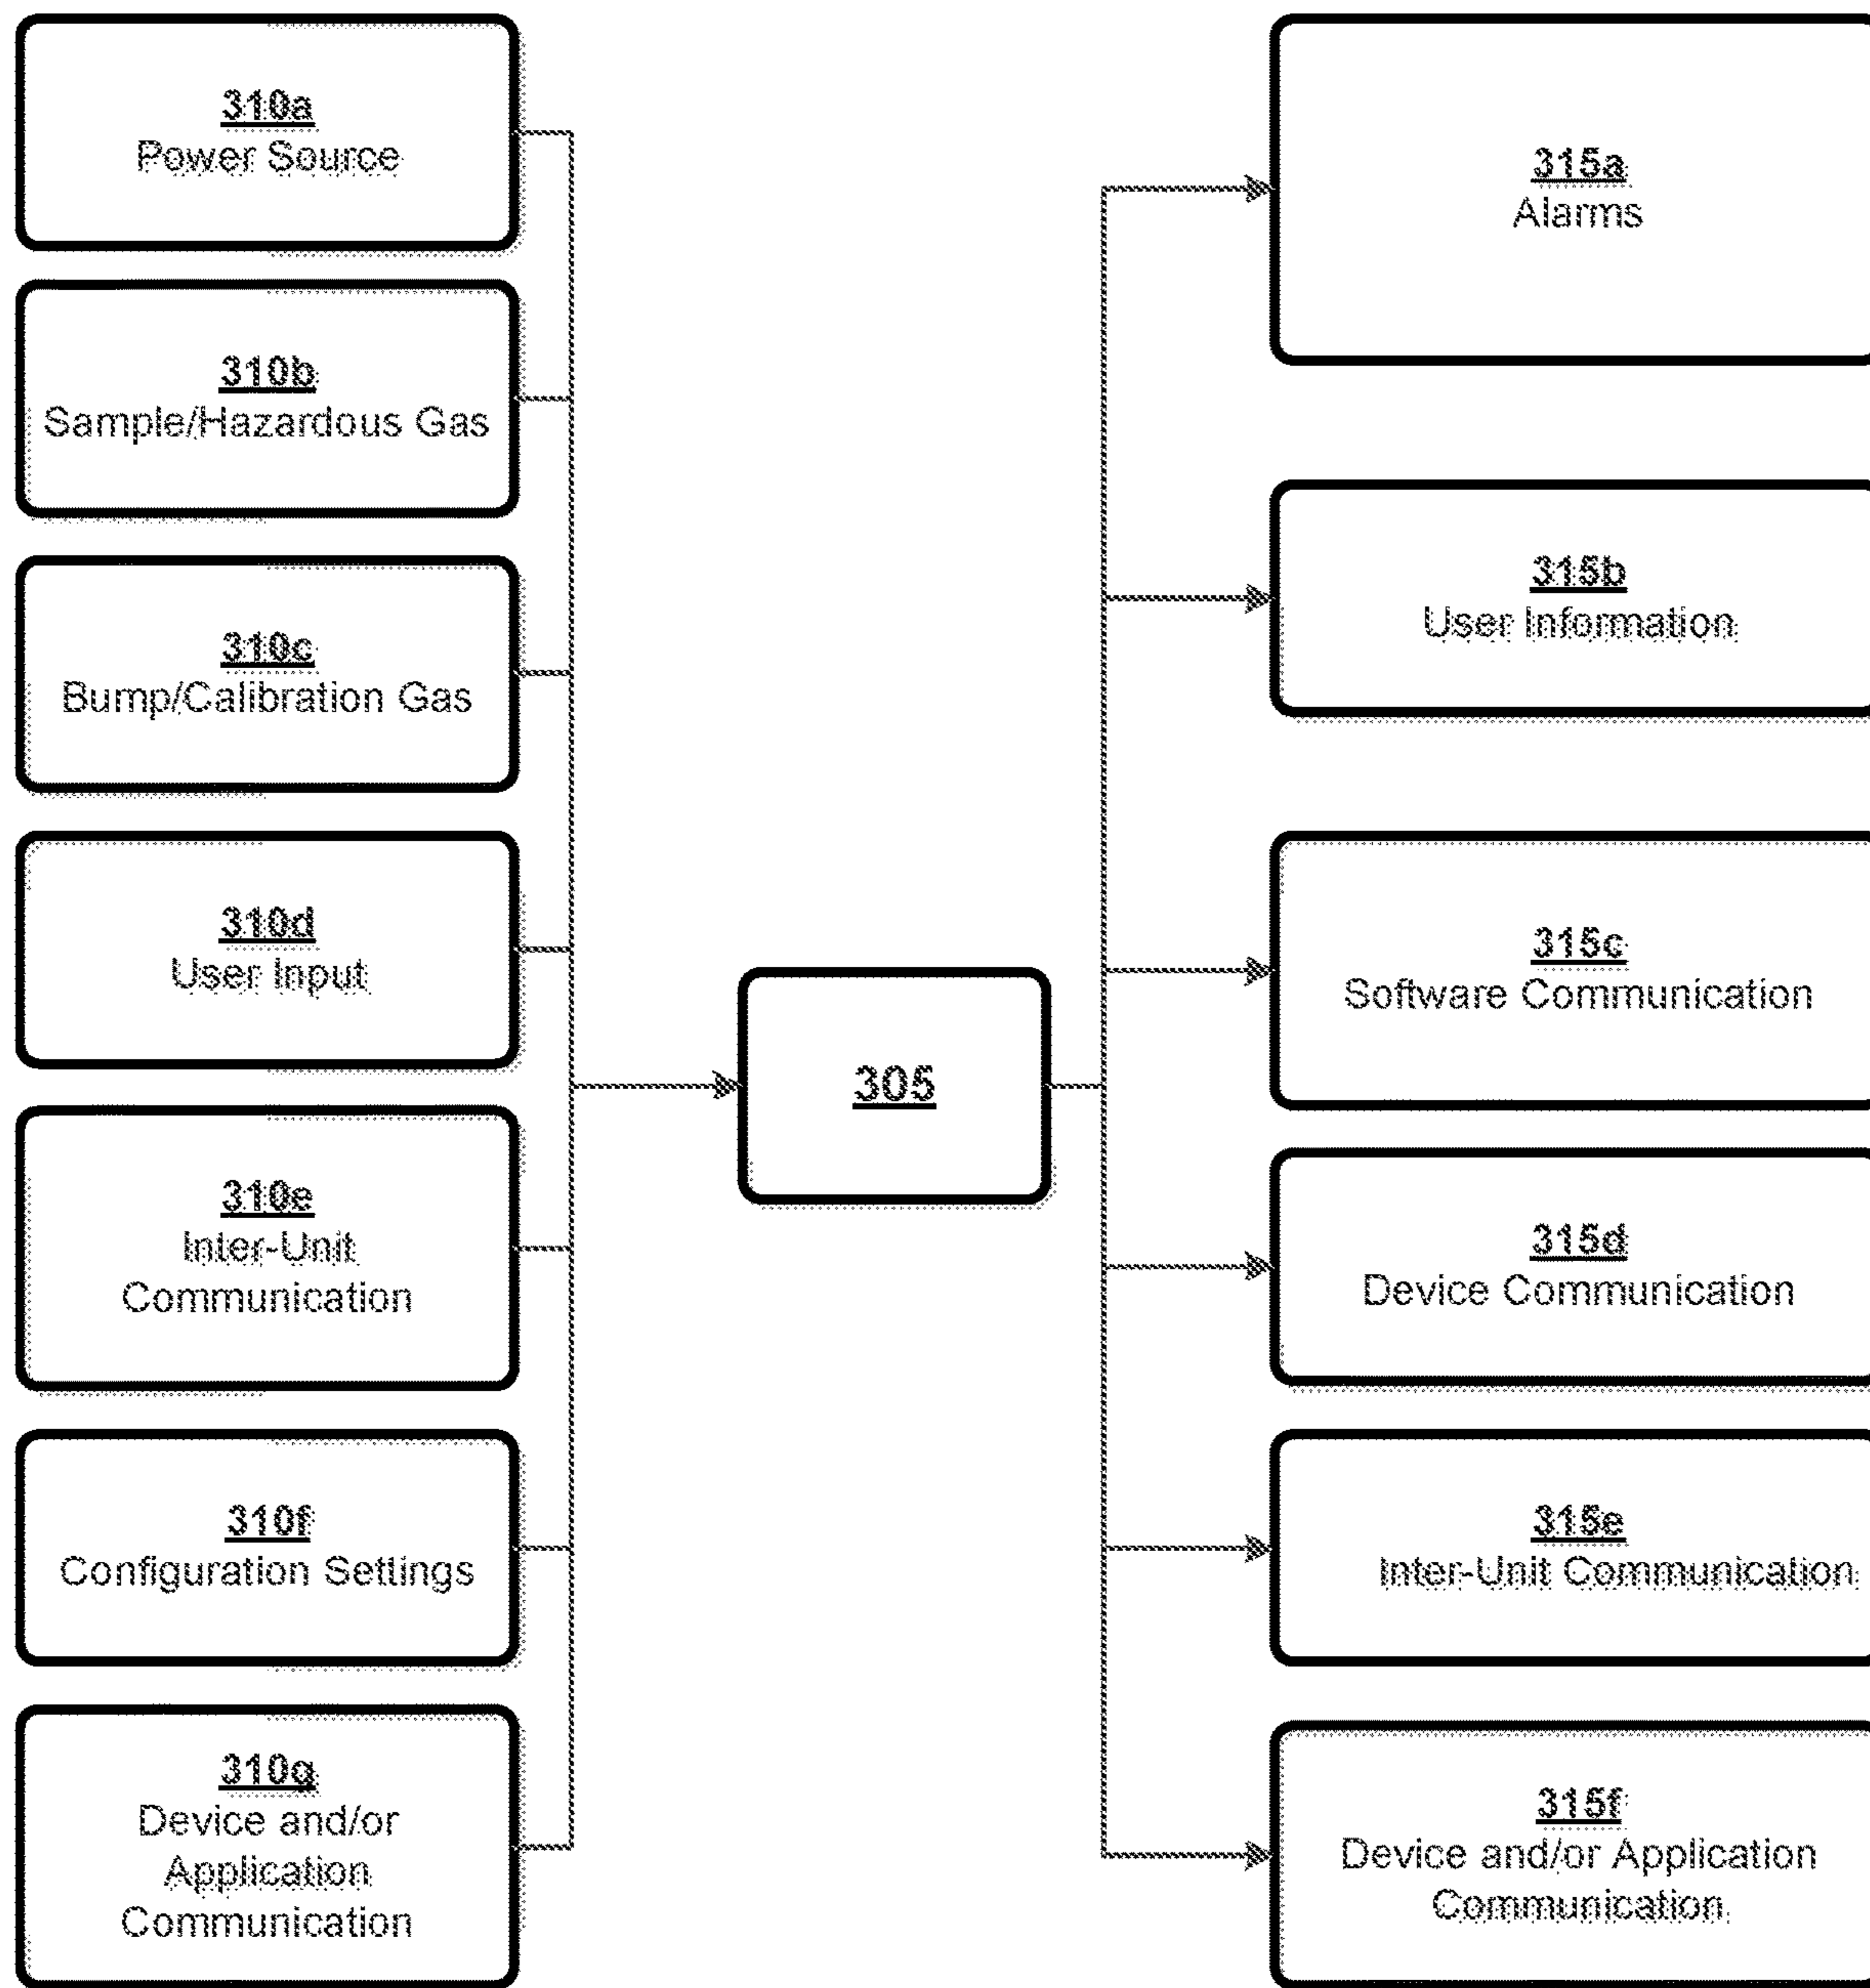 310a
Power Source
310b
Sample/Hazardous Gas
310c
Bump/Calibration Gas
310d
User Input
310e
Inter-Unit
Communication
310f
Configuration Settings
310g
Device and/or
Application
Communication
305
315a
Alarms
315b
User Information
315c
Software Communication
315d
Device Communication
315e
Inter-Unit Communication
315f
Device and/or Application
Communication